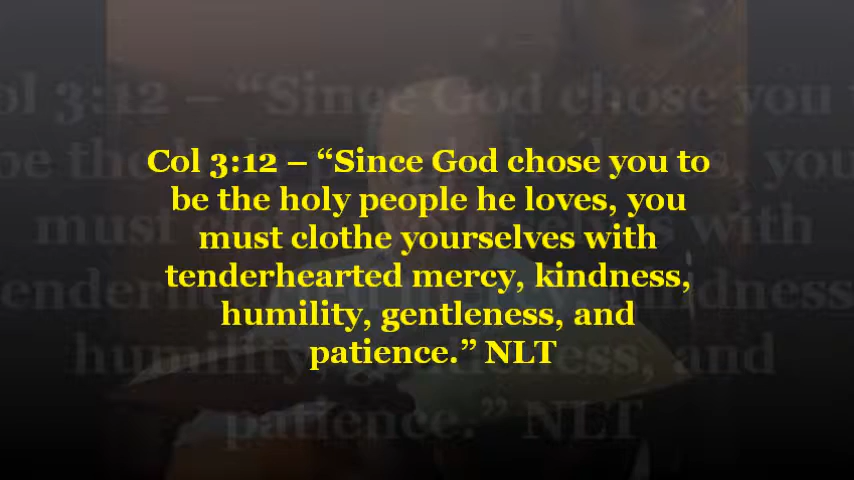 Col 3:12 – “Since God chose you to
be the holy people he loves, you
must clothe yourselves with
tenderhearted mercy, kindness,
humility, gentleness, and
patience.” NLT